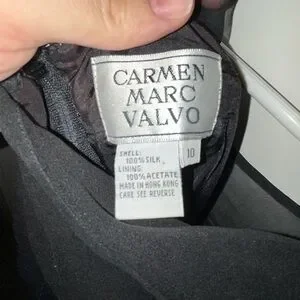 CARMEN
MARC
VALVO
10
SHELL:
100% SILK
LINING:
100% ACETATE
MADE IN HONG KONG
CARE SEE REVERSE